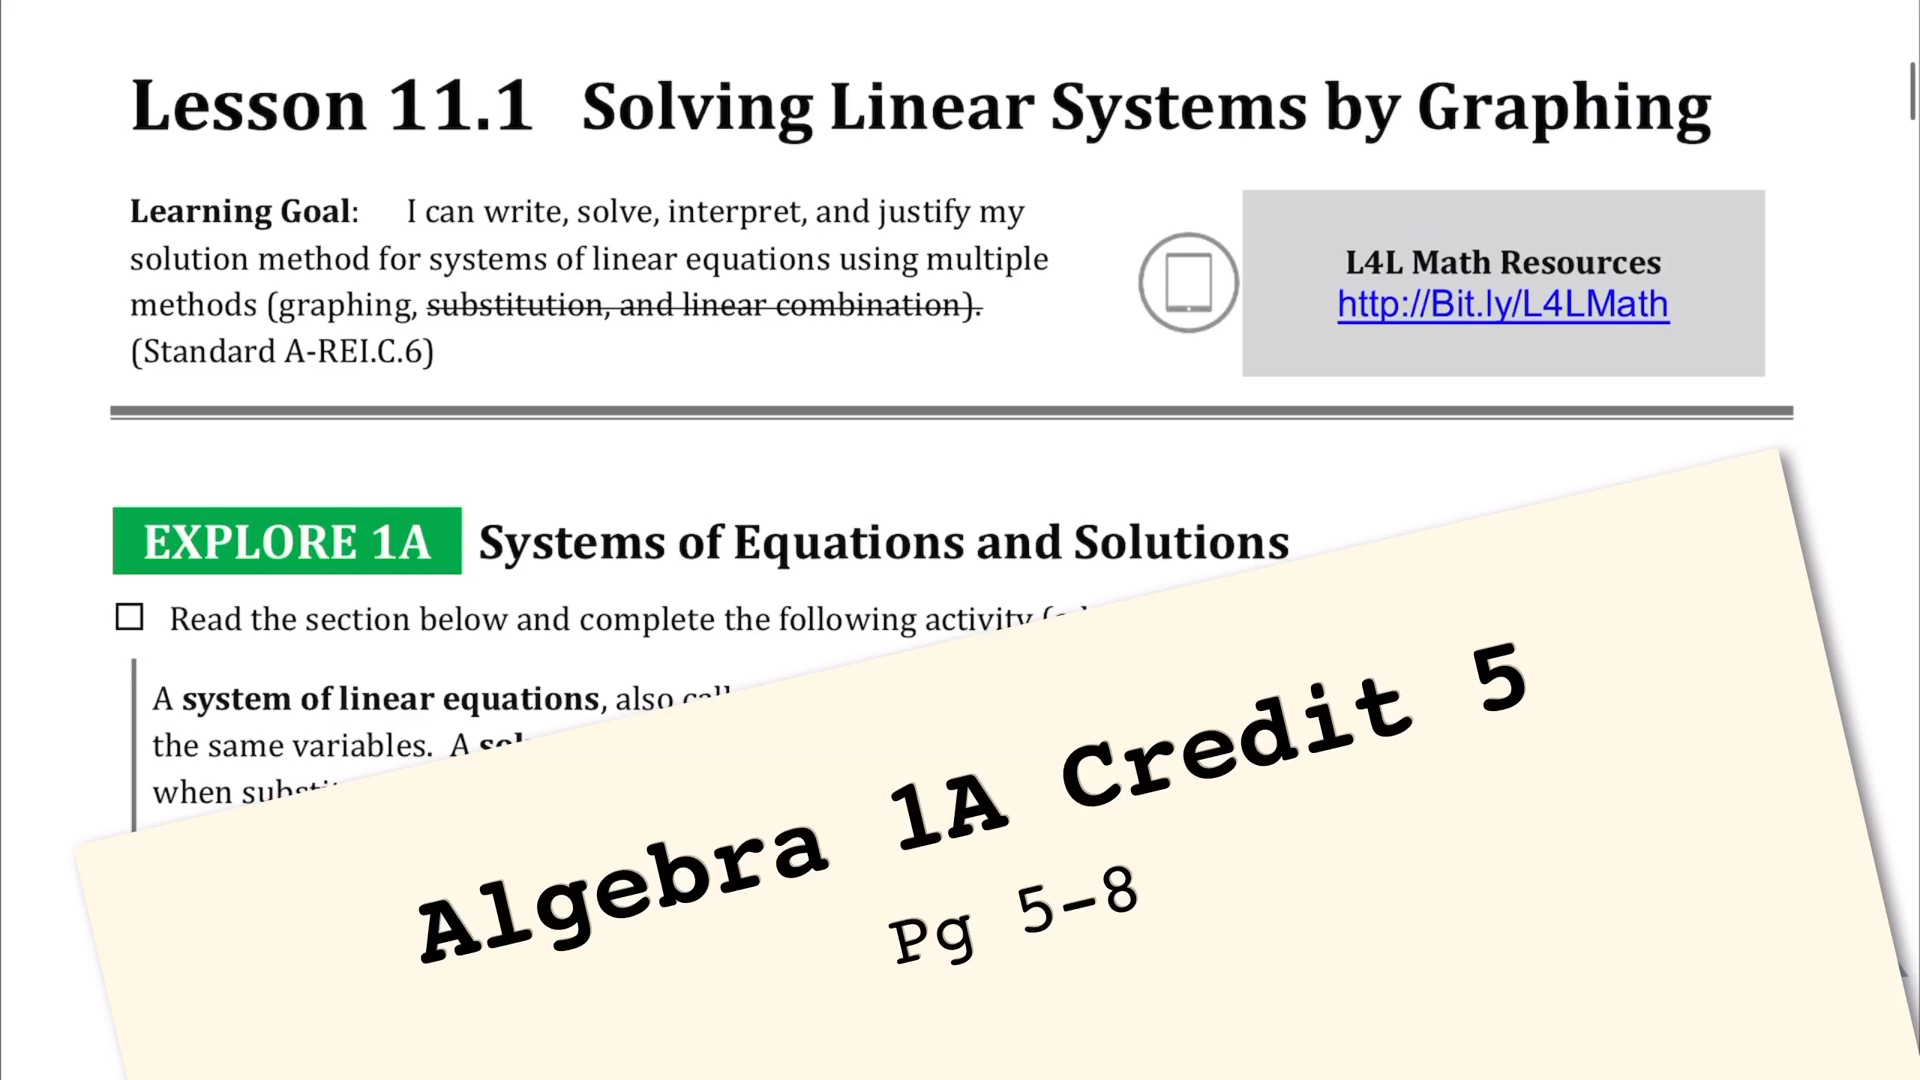 Lesson 11.1 Solving Linear Systems by Graphing
Learning Goal: I can write, solve, interpret, and justify my
solution method for systems of linear equations using multiple
methods (graphing, substitution, and linear combination).
(Standard A-REI.C.6)
L4L Math Resources
http://Bit.ly/L4LMath
EXPLORE 1A Systems of Equations and Solutions
Read the section below and complete the following activity
A system of linear equations, also
the same variables. A
when
Algebra 1A Credit 5
Pg 5-8